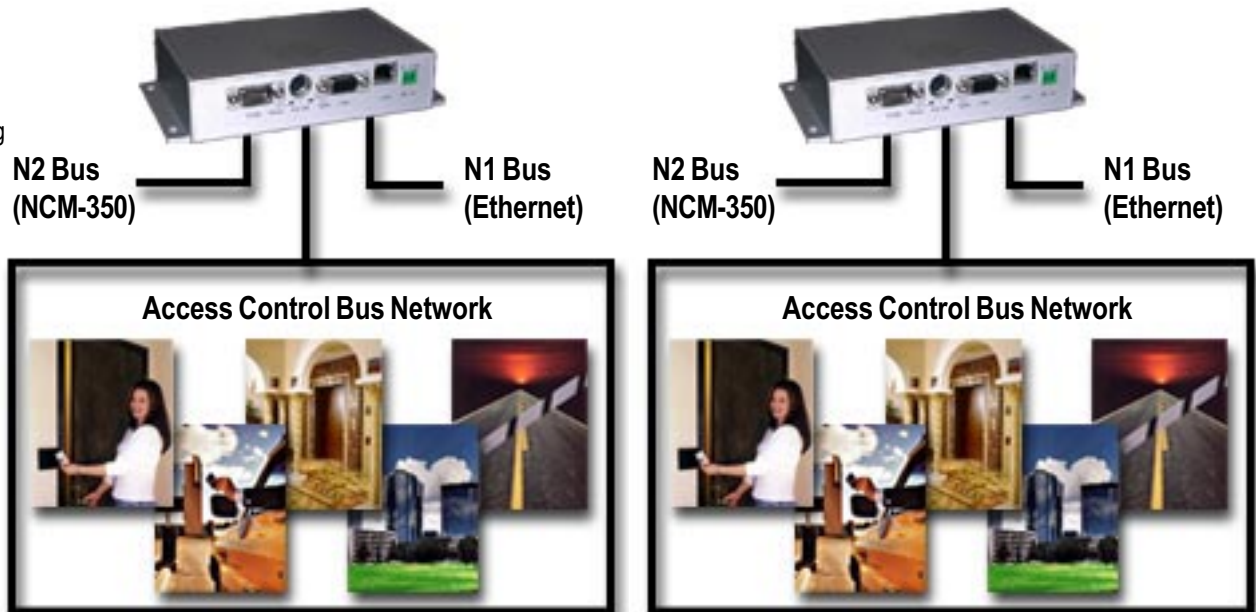 g
N2 Bus
(NCM-350)
N1 Bus
(Ethernet)
N2 Bus
(NCM-350)
N1 Bus
(Ethernet)
Access Control Bus Network
Access Control Bus Network